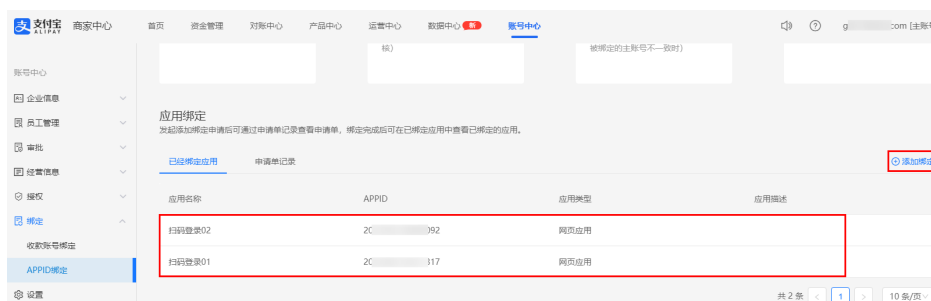 支付宝 ALIPAY 商家中心 首页 资金管理 对账中心 产品中心 运营中心 数据中心 新 账号中心 g com [主账号
核) 被绑定的主账号不一致时)
账号中心
企业信息
员工管理
应用绑定
发起添加绑定申请后可通过申请单记录查看申请单, 绑定完成后可在已绑定应用中查看已绑定的应用。
审批
已经绑定应用 申请单记录 添加绑定
经营信息
授权
应用名称 APPID 应用类型 应用描述
绑定
扫码登录02 20 092 网页应用
收款账号绑定
扫码登录01 20 317 网页应用
APPID绑定
设置
共 2 条 < 1 > 10 条/页